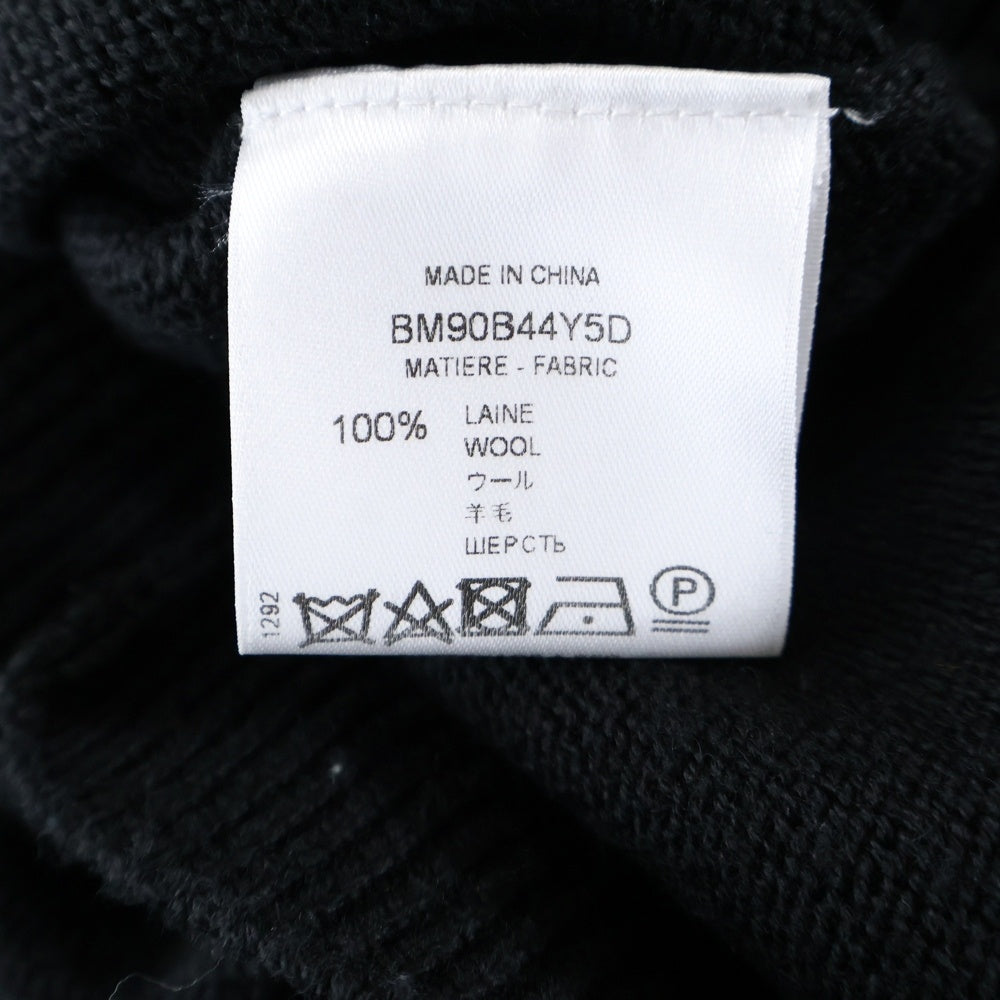 MADE IN CHINA
BM90B44Y5D
MATIERE - FABRIC
100% LAINE
WOOL
ウール
羊毛
ШЕРСТЬ
1292
P